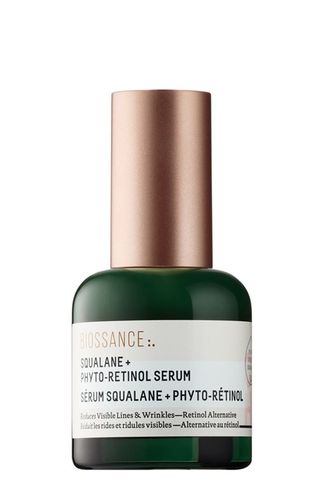 BIOSSANCE:.
SQUALANE +
PHYTO-RETINOL SERUM
SÉRUM SQUALANE + PHYTO-RÉTINOL
Reduces Visible Lines & Wrinkles—Retinol Alternative
Réduit les rides et ridules visibles —Alternative au rétinol